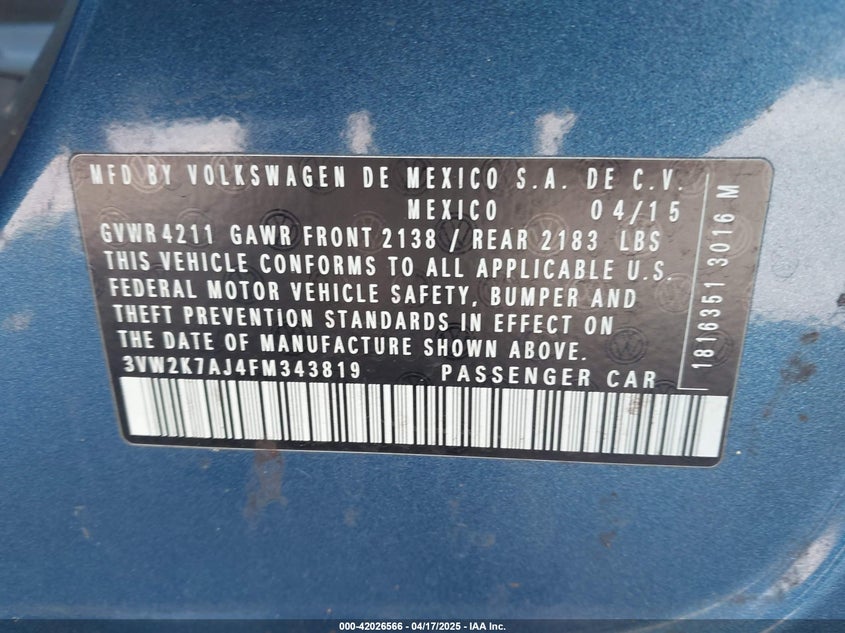 MFD BY VOLKSWAGEN DE MEXICO S.A. DE C.V.
MEXICO 04/15
GVWR 4211 GAWR FRONT 2138 / REAR 2183 LBS
THIS VEHICLE CONFORMS TO ALL APPLICABLE U.S.
FEDERAL MOTOR VEHICLE SAFETY, BUMPER AND
THEFT PREVENTION STANDARDS IN EFFECT ON
THE DATE OF MANUFACTURE SHOWN ABOVE.
3VW2K7AJ4FM343819 PASSENGER CAR
1816351 3016 M
000-42026566 - 04/17/2025 - IAA Inc.